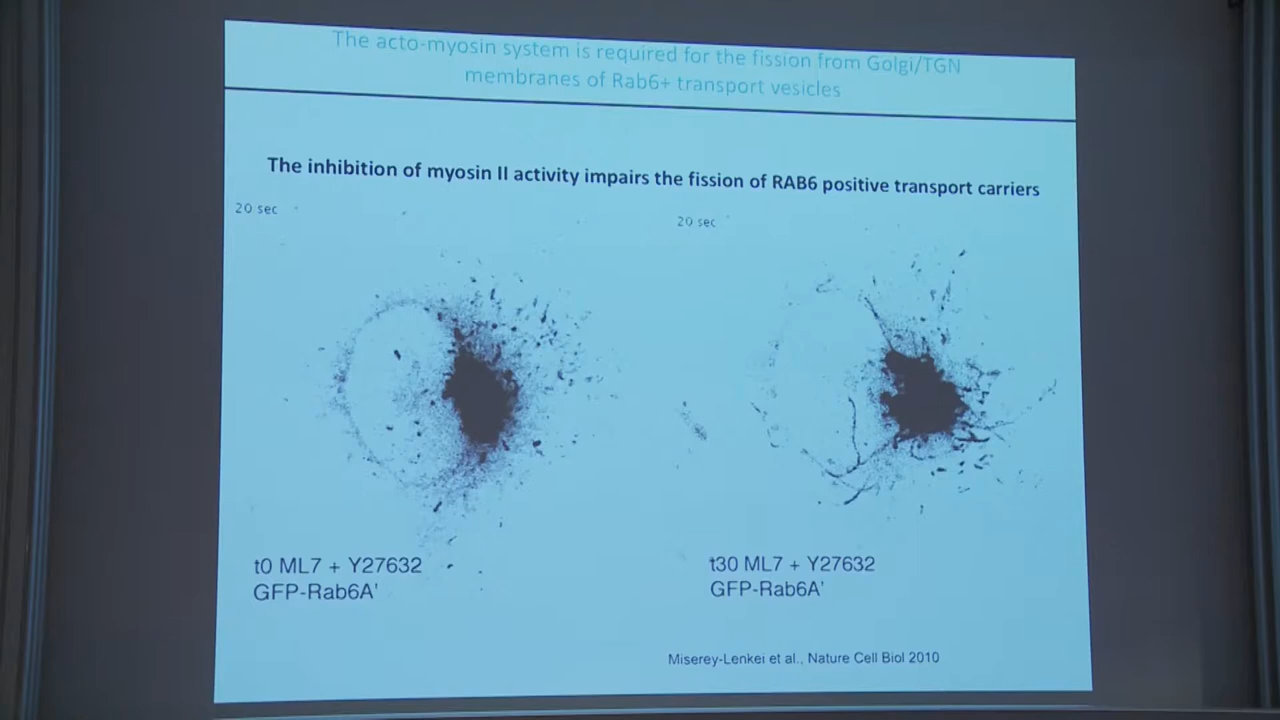 The acto-myosin system is required for the fission from Golgi/TGN
membranes of Rab6+ transport vesicles
The inhibition of myosin II activity impairs the fission of RAB6 positive transport carriers
20 sec
20 sec
t0 ML7 + Y27632
GFP-Rab6A'
t30 ML7 + Y27632
GFP-Rab6A'
Miserey-Lenkei et al., Nature Cell Biol 2010